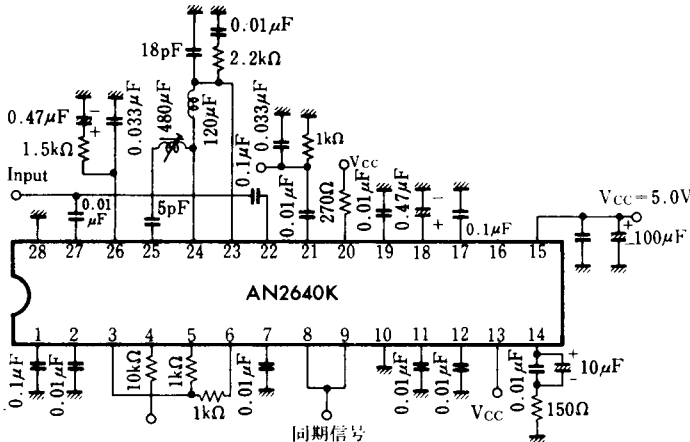 0.01μF
18pF
2.2kΩ
0.47μF
−
+
0.033μF
480μF
120μF
0.033μF
1kΩ
1.5kΩ
0.1μF
Vcc
Input
0.01
μF
5pF
0.01μF
270Ω
0.01μF
0.47μF
−
+
0.1μF
VCC=5.0V
+
−
100μF
28 27 26 25 24 23 22 21 20 19 18 17 16 15
AN2640K
1 2 3 4 5 6 7 8 9 10 11 12 13 14
0.1μF
0.01μF
10kΩ
1kΩ
1kΩ
0.01μF
同期信号
0.01μF
0.01μF
VCC
0.01μF
+
−
10μF
150Ω